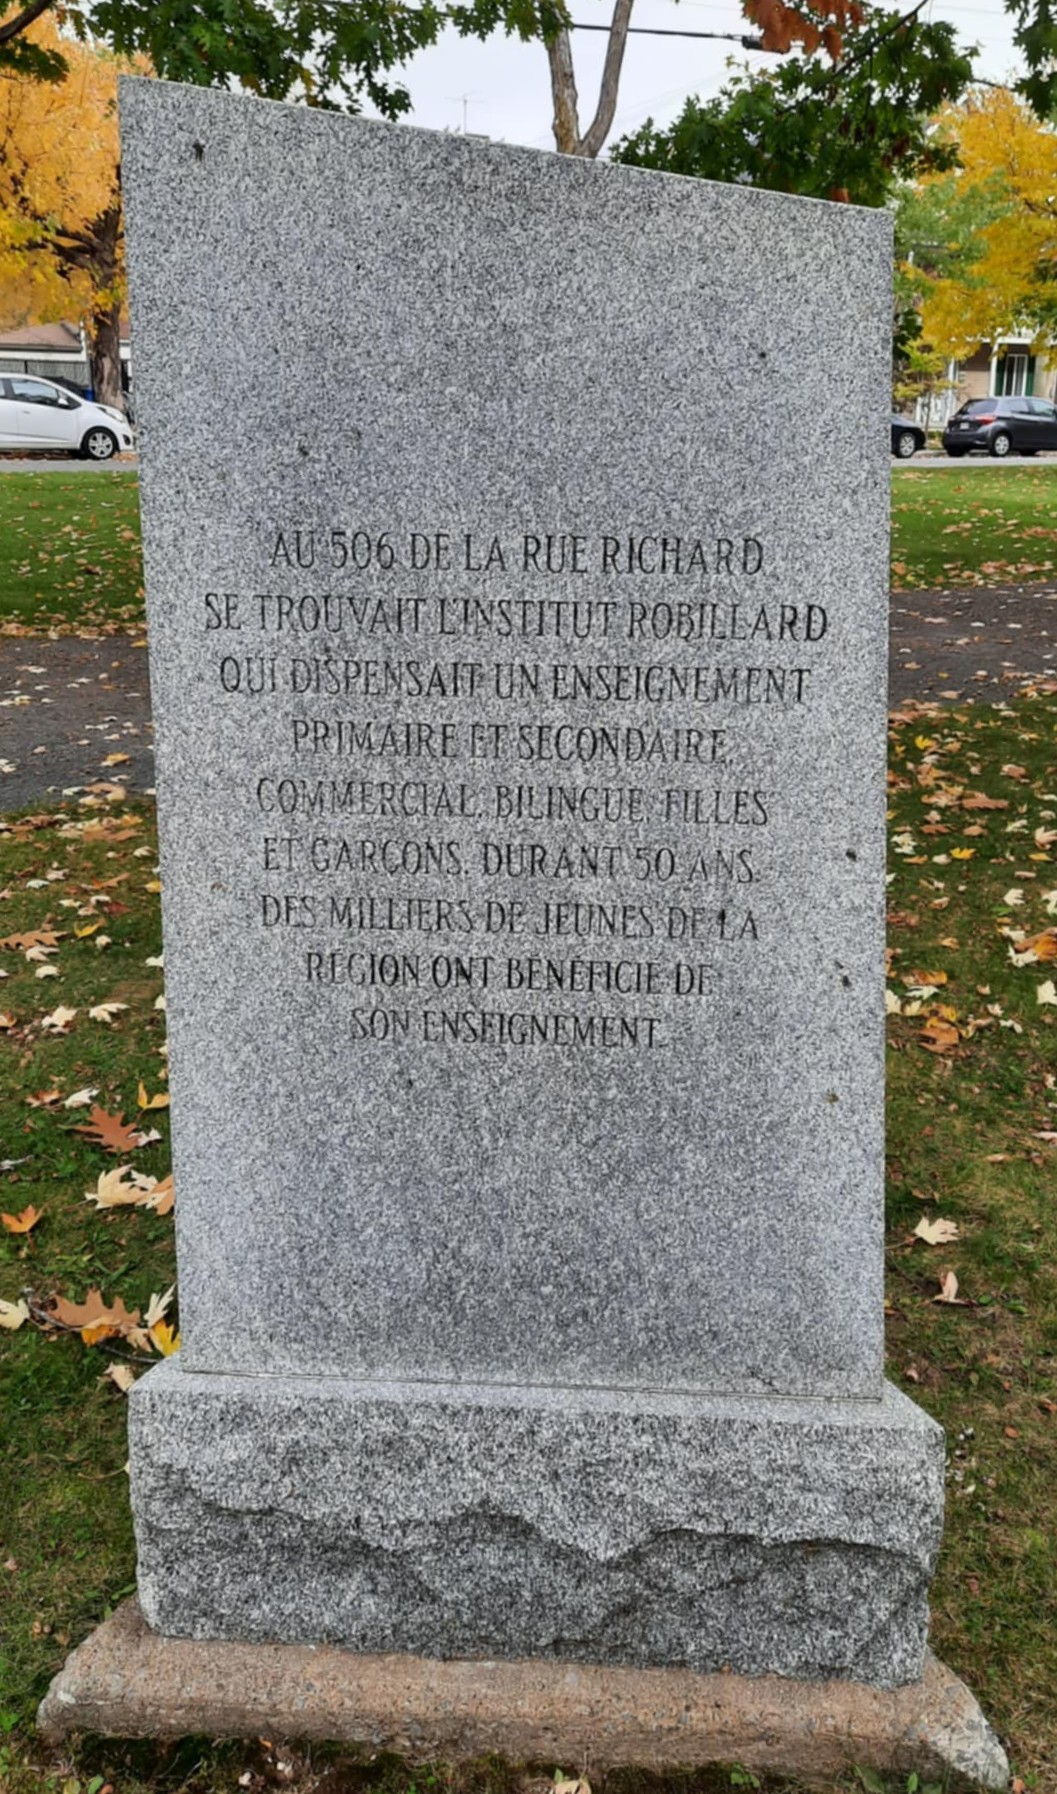 AU 506 DE LA RUE RICHARD
SE TROUVAIT L'INSTITUT ROBILLARD
QUI DISPENSAIT UN ENSEIGNEMENT
PRIMAIRE ET SECONDAIRE,
COMMERCIAL, BILINGUE, FILLES
ET GARÇONS. DURANT 50 ANS,
DES MILLIERS DE JEUNES DE LA
RÉGION ONT BÉNÉFICIÉ DE
SON ENSEIGNEMENT.